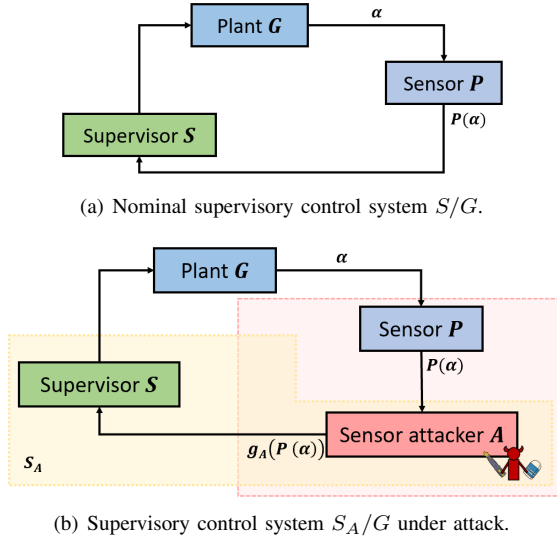 Plant G
α
Sensor P
P(α)
Supervisor S
(a) Nominal supervisory control system S/G.
Plant G
α
Sensor P
P(α)
Supervisor S
Sensor attacker A
g_A(P(α))
S_A
(b) Supervisory control system S_A/G under attack.